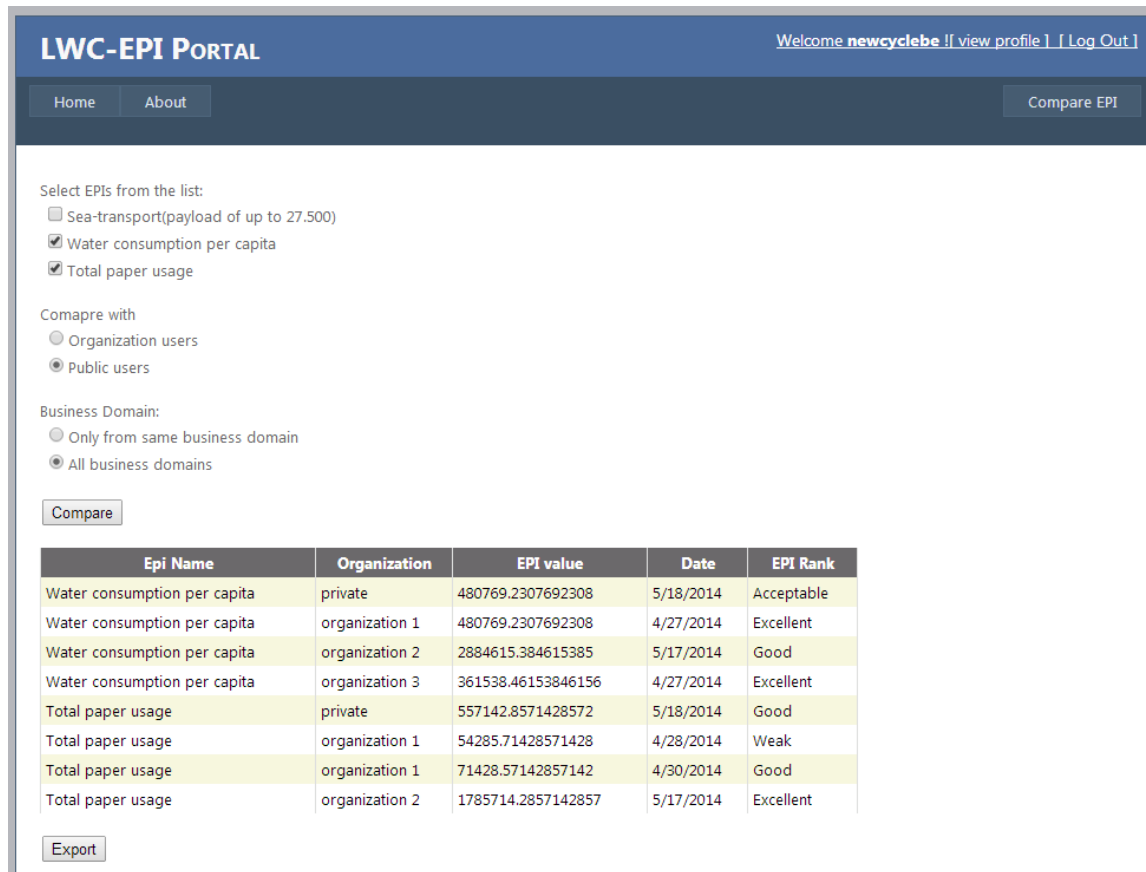 LWC-EPI PORTAL
Welcome newcyclebe ![ view profile ] [ Log Out ]
Home About Compare EPI
Select EPIs from the list:
Sea-transport(payload of up to 27.500)
Water consumption per capita
Total paper usage
Comapre with
Organization users
Public users
Business Domain:
Only from same business domain
All business domains
Compare
Epi Name Organization EPI value Date EPI Rank
Water consumption per capita private 480769.2307692308 5/18/2014 Acceptable
Water consumption per capita organization 1 480769.2307692308 4/27/2014 Excellent
Water consumption per capita organization 2 2884615.384615385 5/17/2014 Good
Water consumption per capita organization 3 361538.46153846156 4/27/2014 Excellent
Total paper usage private 557142.8571428572 5/18/2014 Good
Total paper usage organization 1 54285.71428571428 4/28/2014 Weak
Total paper usage organization 1 71428.57142857142 4/30/2014 Good
Total paper usage organization 2 1785714.2857142857 5/17/2014 Excellent
Export